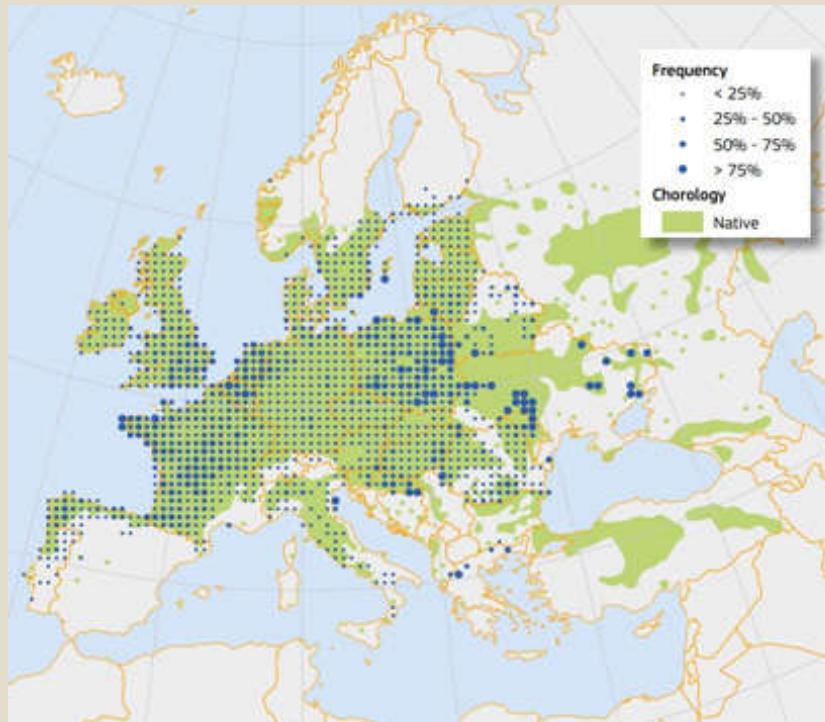 Frequency
< 25%
25% - 50%
50% - 75%
> 75%
Chorology
Native